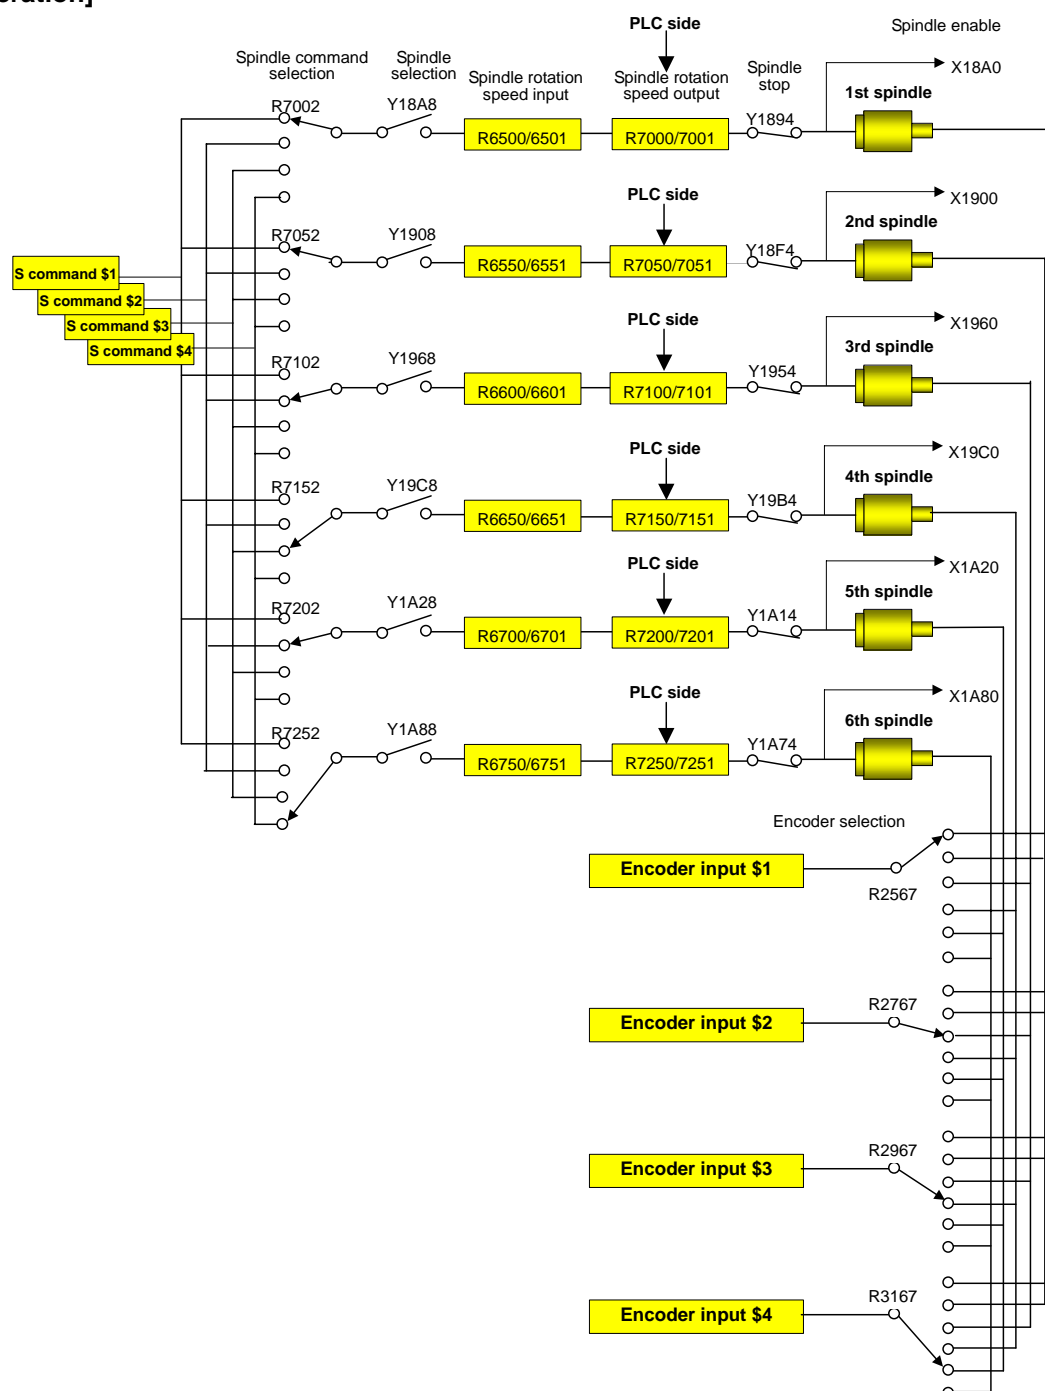 eration]
PLC side
Spindle enable
Spindle command
selection
Spindle
selection
Spindle rotation
speed input
Spindle rotation
speed output
Spindle
stop
X18A0
1st spindle
R7002
Y18A8
R6500/6501
R7000/7001
Y1894
PLC side
X1900
2nd spindle
R7052
Y1908
R6550/6551
R7050/7051
Y18F4
S command $1
S command $2
S command $3
S command $4
PLC side
X1960
3rd spindle
R7102
Y1968
R6600/6601
R7100/7101
Y1954
PLC side
X19C0
4th spindle
R7152
Y19C8
R6650/6651
R7150/7151
Y19B4
PLC side
X1A20
5th spindle
R7202
Y1A28
R6700/6701
R7200/7201
Y1A14
PLC side
X1A80
6th spindle
R7252
Y1A88
R6750/6751
R7250/7251
Y1A74
Encoder selection
Encoder input $1
R2567
Encoder input $2
R2767
Encoder input $3
R2967
Encoder input $4
R3167